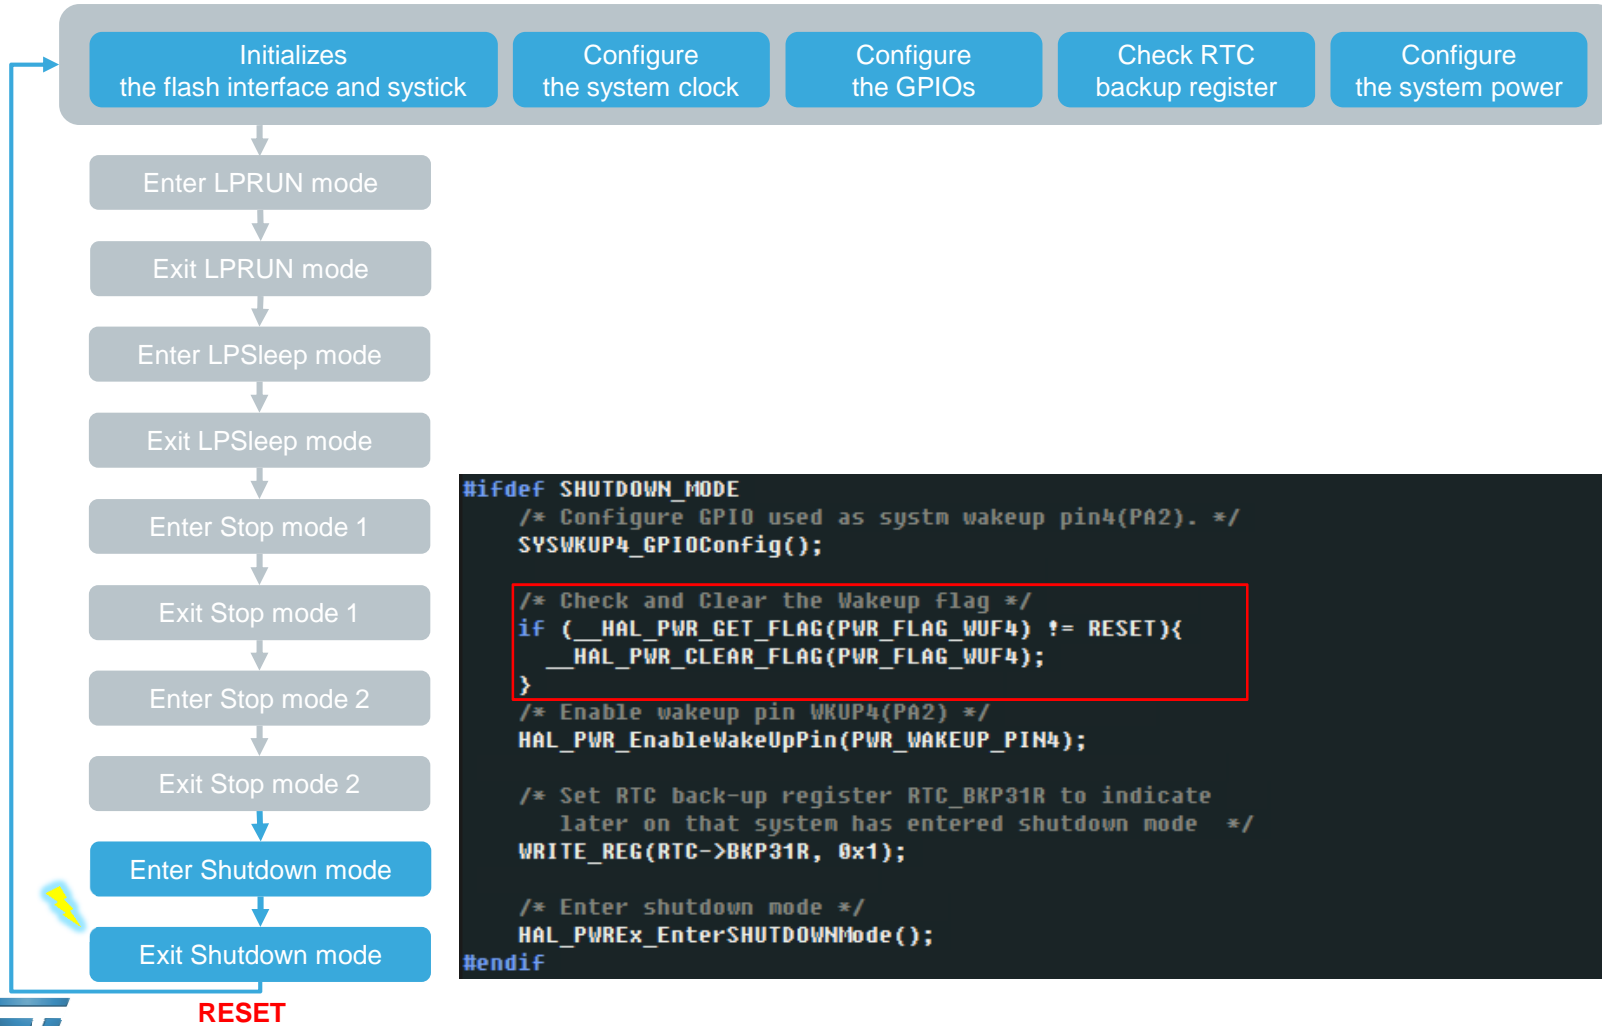 Initializes
the flash interface and systick
Configure
the system clock
Configure
the GPIOs
Check RTC
backup register
Configure
the system power
Enter LPRUN mode
Exit LPRUN mode
Enter LPSleep mode
Exit LPSleep mode
Enter Stop mode 1
Exit Stop mode 1
Enter Stop mode 2
Exit Stop mode 2
Enter Shutdown mode
Exit Shutdown mode
RESET
#ifdef SHUTDOWN_MODE
/* Configure GPIO used as systm wakeup pin4(PA2). */
SYSWKUP4_GPIOConfig();
/* Check and Clear the Wakeup flag */
if (__HAL_PWR_GET_FLAG(PWR_FLAG_WUF4) != RESET){
__HAL_PWR_CLEAR_FLAG(PWR_FLAG_WUF4);
}
/* Enable wakeup pin WKUP4(PA2) */
HAL_PWR_EnableWakeUpPin(PWR_WAKEUP_PIN4);
/* Set RTC back-up register RTC_BKP31R to indicate
later on that system has entered shutdown mode */
WRITE_REG(RTC->BKP31R, 0x1);
/* Enter shutdown mode */
HAL_PWREx_EnterSHUTDOWNMode();
#endif